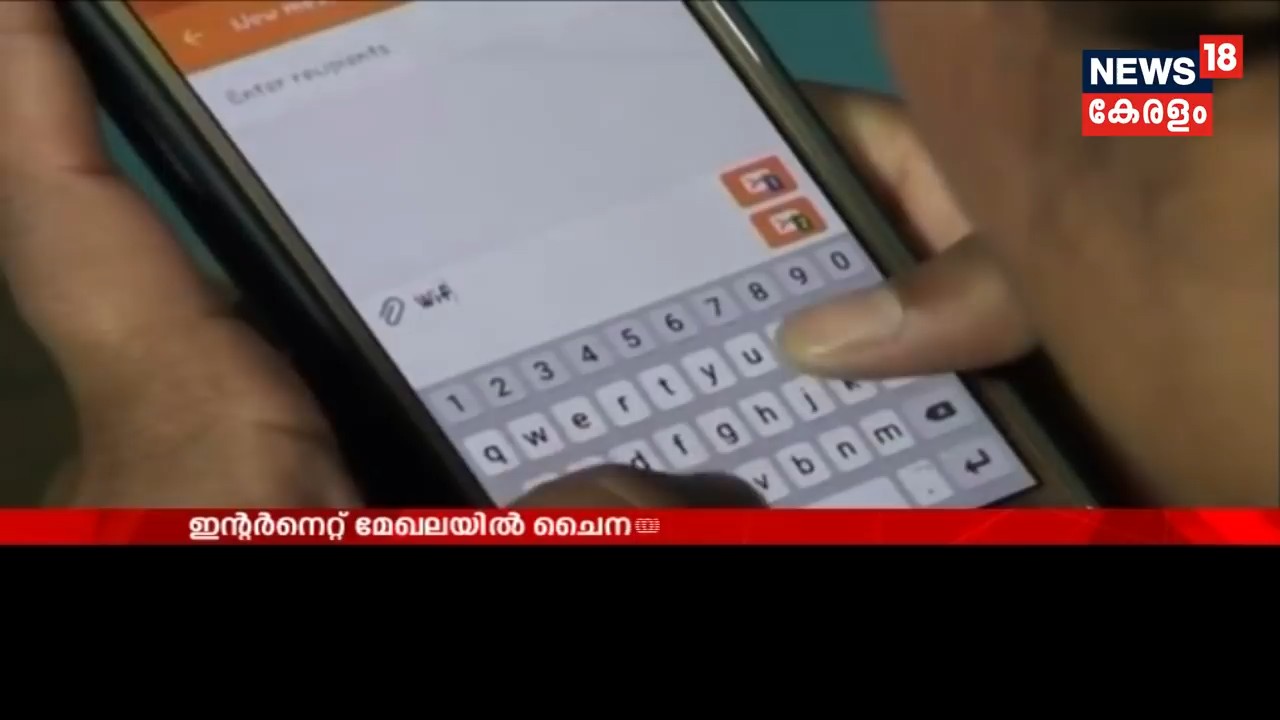 NEWS 18
കേരളം
Enter recipients
Wifi
1 2 3 4 5 6 7 8 9 0
q w e r t y u
d f g h j k
v b n m
.
ഇന്റർനെറ്റ് മേഖലയിൽ ചൈന